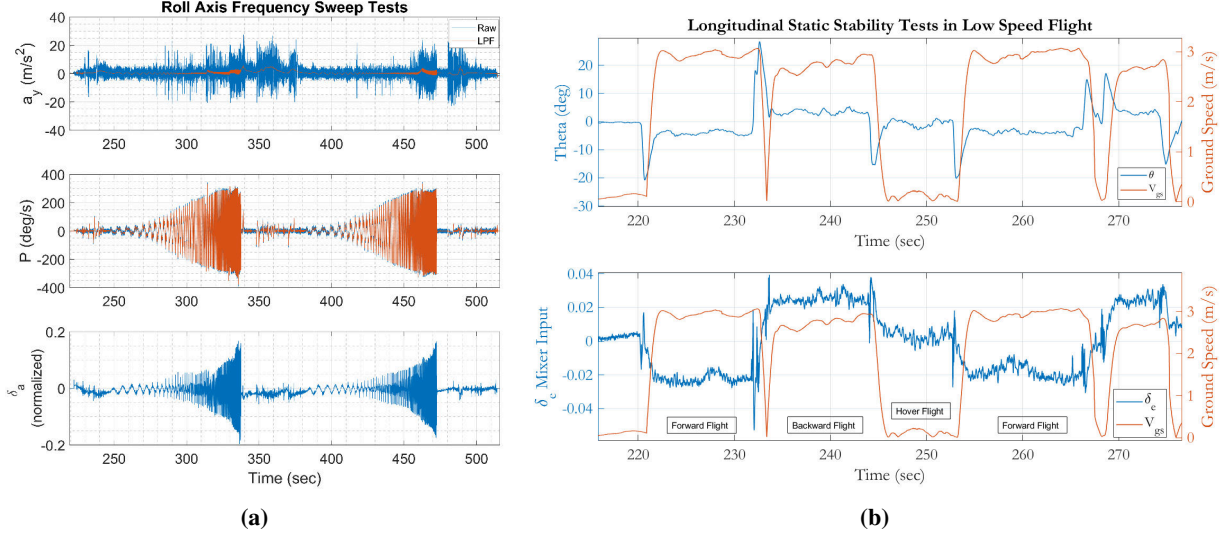 Roll Axis Frequency Sweep Tests
40
20
0
-20
-40
a_y (m/s²)
Raw
LPF
250 300 350 400 450 500
400
200
0
-200
-400
P (deg/s)
250 300 350 400 450 500
0.2
0
-0.2
δ_a
(normalized)
250 300 350 400 450 500
Time (sec)
(a)
Longitudinal Static Stability Tests in Low Speed Flight
20
10
0
-10
-20
-30
Theta (deg)
3
2
1
0
Ground Speed (m/s)
θ
V_gs
220 230 240 250 260 270
Time (sec)
0.04
0.02
0
-0.02
-0.04
δ_e Mixer Input
3
2
1
0
Ground Speed (m/s)
δ_e
V_gs
Forward Flight
Backward Flight
Hover Flight
Forward Flight
220 230 240 250 260 270
Time (sec)
(b)